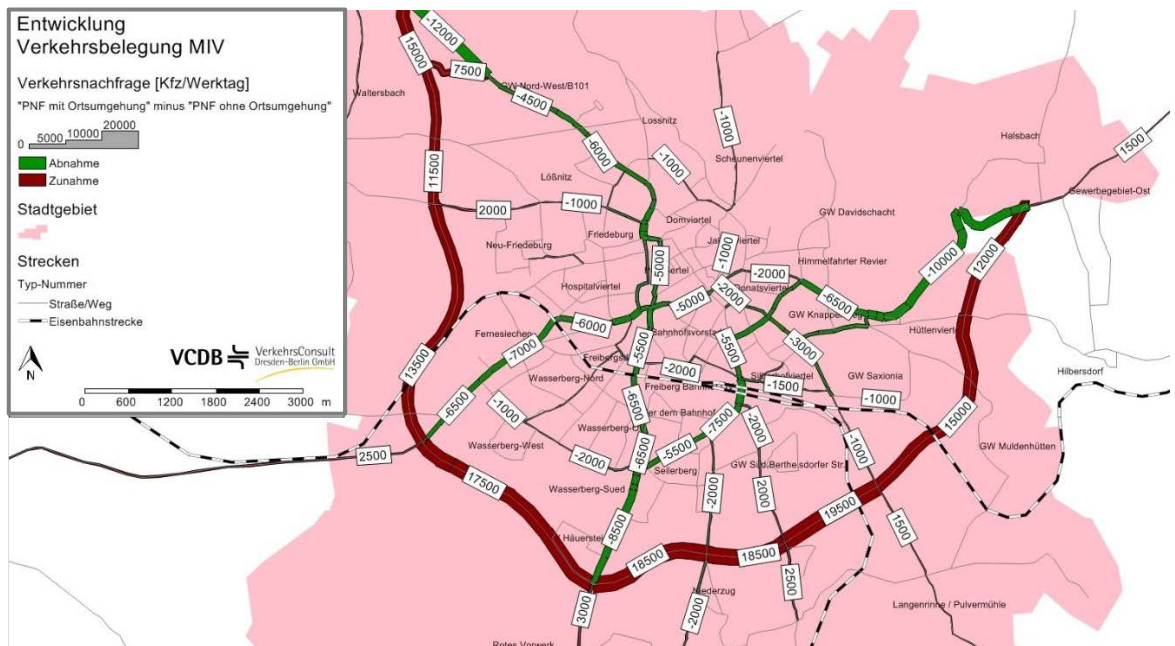 Entwicklung
Verkehrsbelegung MIV
Verkehrsnachfrage [Kfz/Werktag]
"PNF mit Ortsumgehung" minus "PNF ohne Ortsumgehung"
0 5000 10000 20000
Abnahme
Zunahme
Stadtgebiet
Strecken
Typ-Nummer
Straße/Weg
Eisenbahnstrecke
N
VCDB VerkehrsConsult
Dresden-Berlin GmbH
0 600 1200 1800 2400 3000 m
-12000
15000
7500
GW Nord-West/B101
Waltersbach
-4500
Lossnitz
-1000
Scheunenviertel
Halsbach
1500
-6000
-1000
11500
Lößnitz
Gewerbegebiet-Ost
2000
-1000
Domviertel
GW Davidschacht
Friedeburg
Neu-Friedeburg
-5000
-1000
Himmelfahrter Revier
-10000
12000
Hospitalviertel
-2000
-2000
-6500
-5000
-6000
Bahnhofsvorstadt
Hüttenviertel
Fernesiechen
-7000
-5500
-5500
-3000
13500
Wasserberg-Nord
-2000
Freiberg
-1500
GW Saxonia
-1000
Hilbersdorf
-6500
-1000
-6500
-7500
-2000
15000
Wasserberg-West
-6500
-5500
-1000
GW Muldenhütten
2500
-2000
Seilerberg
GW Süd Berthelsdorfer Str.
17500
Wasserberg-Sued
-2000
2000
19500
-8500
1500
18500
18500
2500
3000
Niederzug
-2000
Langenrinne / Pulvermühle
Rotes Vorwerk